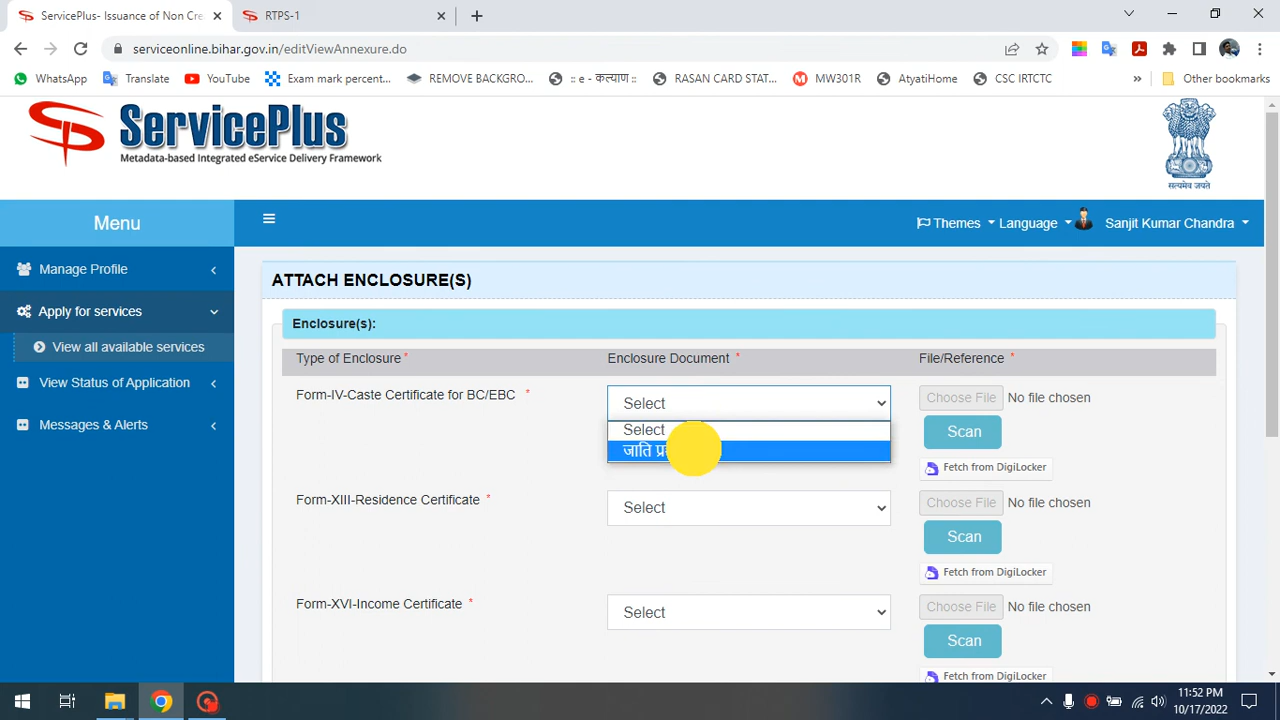 ServicePlus- Issuance of Non Cre
RTPS-1
serviceonline.bihar.gov.in/editViewAnnexure.do
WhatsApp
Translate
YouTube
Exam mark percent...
REMOVE BACKGRO...
:: e - कल्याण ::
RASAN CARD STAT...
MW301R
AtyatiHome
CSC IRTCTC
»
Other bookmarks
ServicePlus
Metadata-based Integrated eService Delivery Framework
सत्यमेव जयते
Menu
Themes
Language
Sanjit Kumar Chandra
Manage Profile
Apply for services
View all available services
View Status of Application
Messages & Alerts
ATTACH ENCLOSURE(S)
Enclosure(s):
Type of Enclosure *
Enclosure Document *
File/Reference *
Form-IV-Caste Certificate for BC/EBC *
Select
Select
जाति
Choose File No file chosen
Scan
Fetch from DigiLocker
Form-XIII-Residence Certificate *
Select
Choose File No file chosen
Scan
Fetch from DigiLocker
Form-XVI-Income Certificate *
Select
Choose File No file chosen
Scan
Fetch from DigiLocker
11:52 PM
10/17/2022